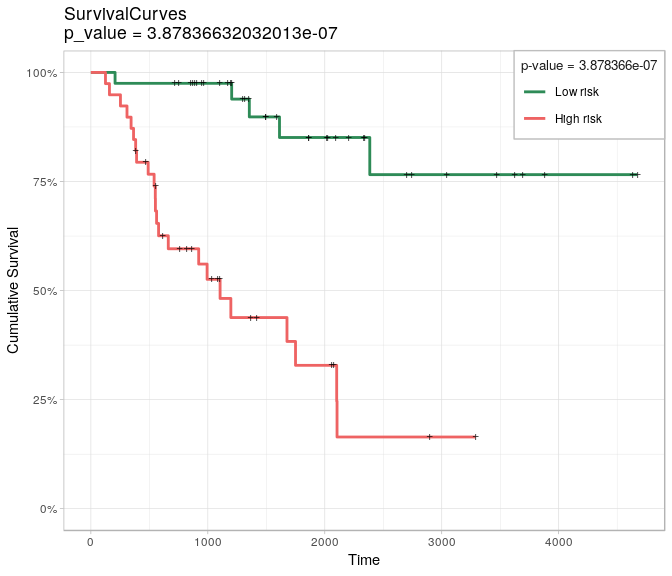 SurvivalCurves
p_value = 3.87836632032013e-07
p-value = 3.878366e-07
Low risk
High risk
100%
75%
50%
25%
0%
Cumulative Survival
0 1000 2000 3000 4000
Time